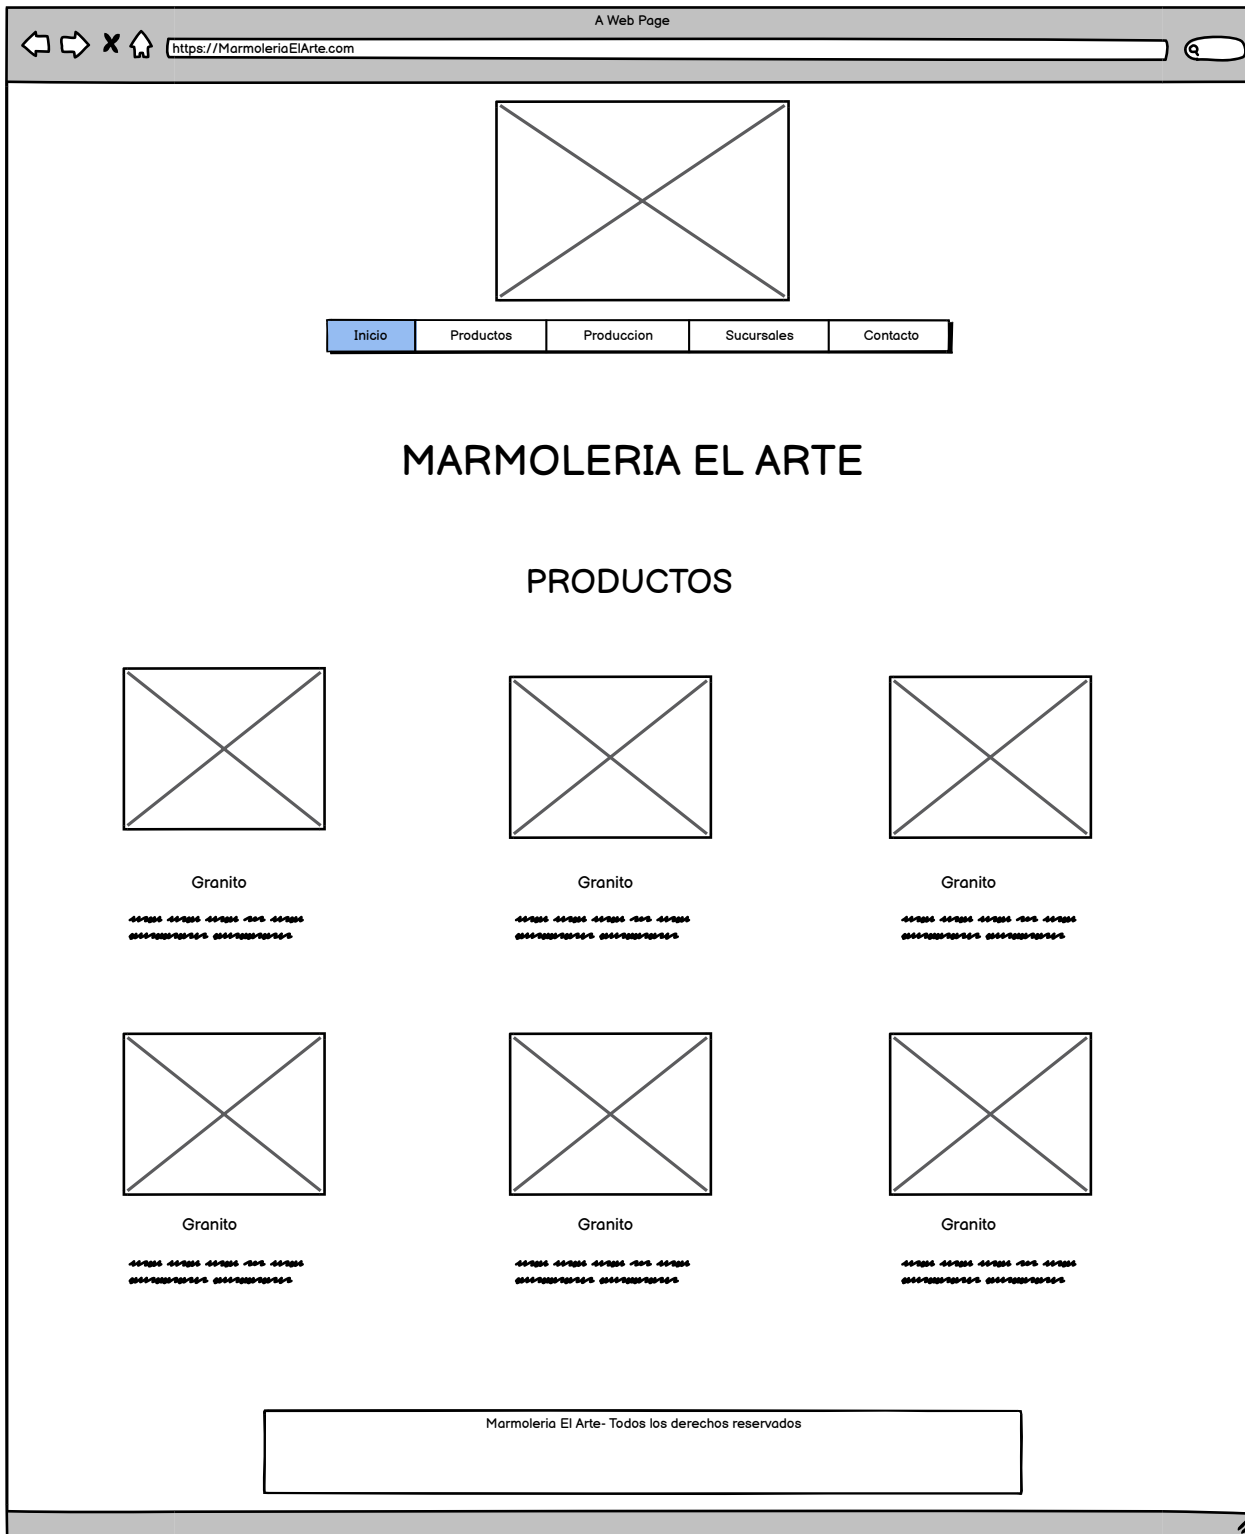 A Web Page
https://MarmoleriaElArte.com
Inicio Productos Produccion Sucursales Contacto
MARMOLERIA EL ARTE
PRODUCTOS
Granito Granito Granito
Granito Granito Granito
Marmoleria El Arte- Todos los derechos reservados